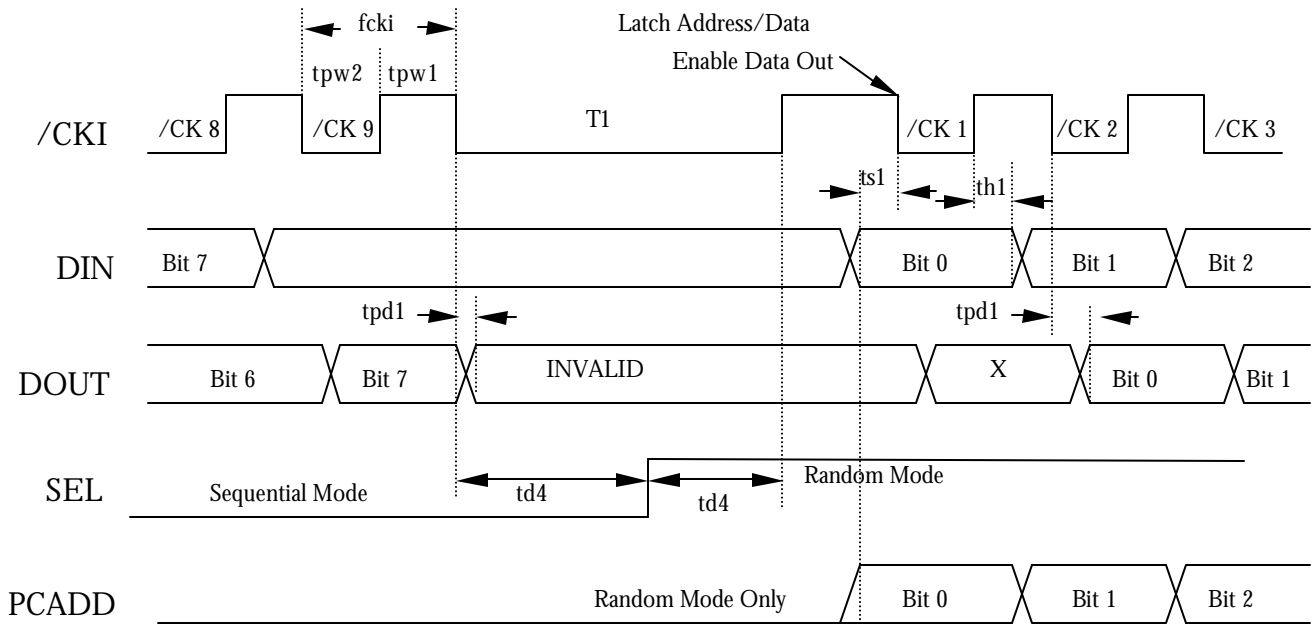 fcki
Latch Address/Data
Enable Data Out
tpw2 tpw1
/CKI /CK 8 /CK 9 T1 /CK 1 /CK 2 /CK 3
ts1 th1
DIN Bit 7 Bit 0 Bit 1 Bit 2
tpd1 tpd1
DOUT Bit 6 Bit 7 INVALID X Bit 0 Bit 1
SEL Sequential Mode td4 td4 Random Mode
PCADD Random Mode Only Bit 0 Bit 1 Bit 2